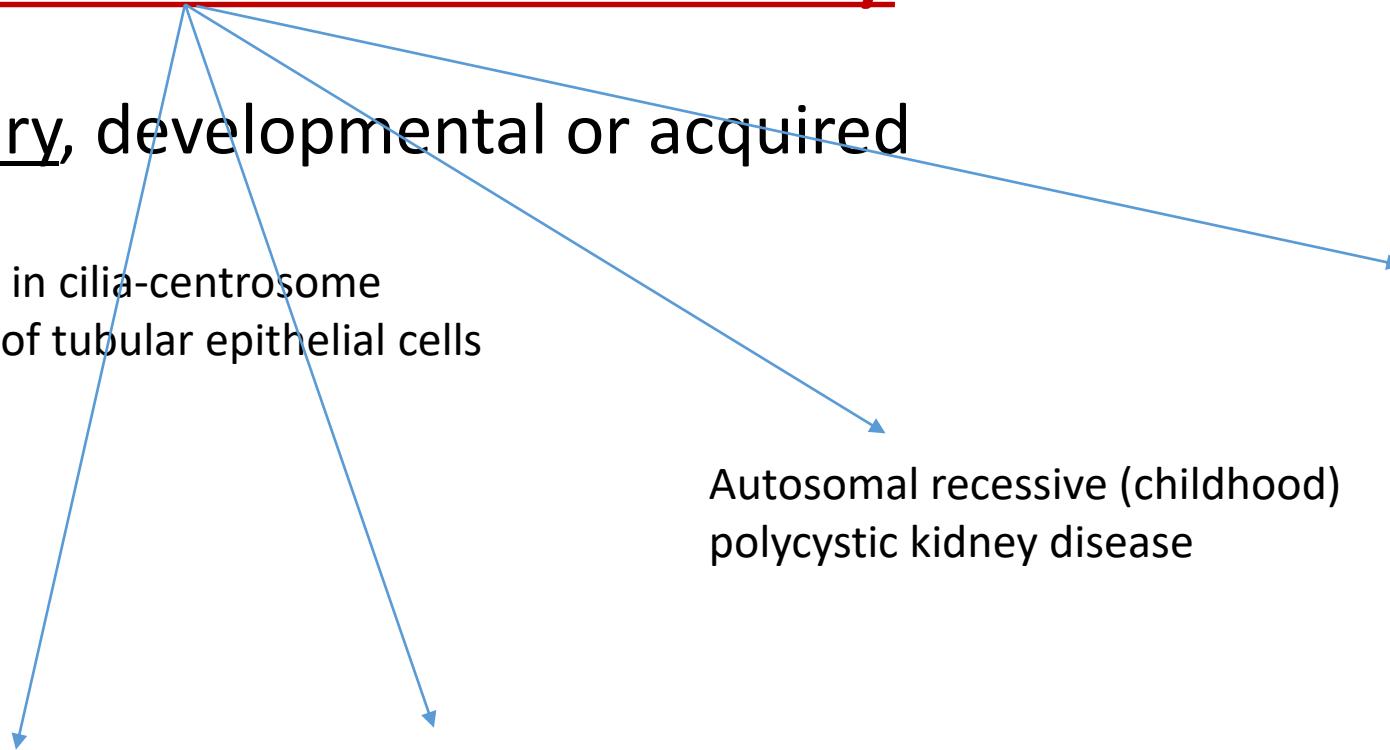 ry, developmental or acquired
in cilia-centrosome
of tubular epithelial cells
Autosomal recessive (childhood)
polycystic kidney disease